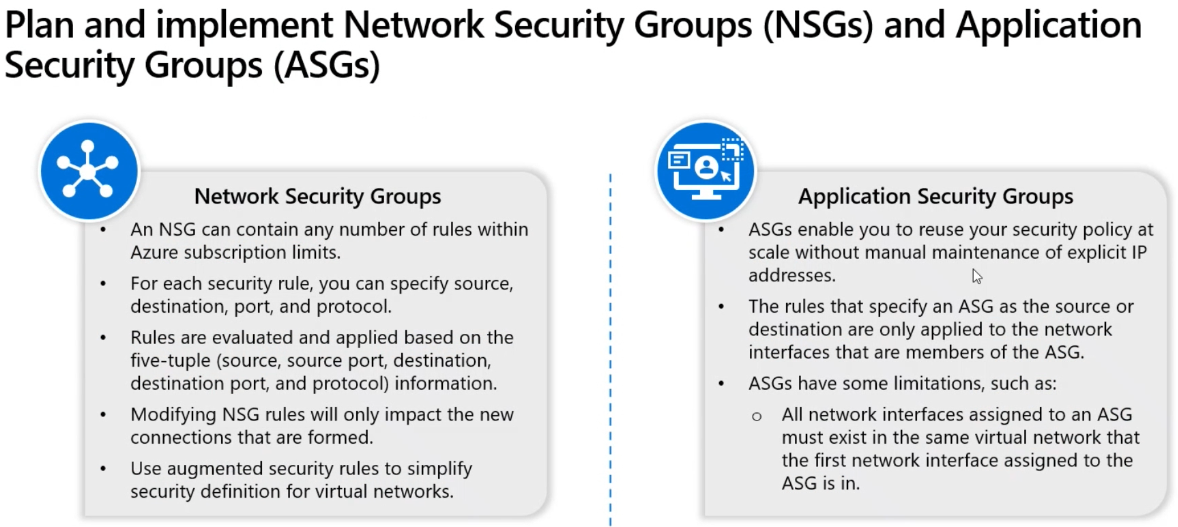 Plan and implement Network Security Groups (NSGs) and Application
Security Groups (ASGs)
Network Security Groups
• An NSG can contain any number of rules within
Azure subscription limits.
• For each security rule, you can specify source,
destination, port, and protocol.
• Rules are evaluated and applied based on the
five-tuple (source, source port, destination,
destination port, and protocol) information.
• Modifying NSG rules will only impact the new
connections that are formed.
• Use augmented security rules to simplify
security definition for virtual networks.
Application Security Groups
• ASGs enable you to reuse your security policy at
scale without manual maintenance of explicit IP
addresses.
• The rules that specify an ASG as the source or
destination are only applied to the network
interfaces that are members of the ASG.
• ASGs have some limitations, such as:
o All network interfaces assigned to an ASG
must exist in the same virtual network that
the first network interface assigned to the
ASG is in.